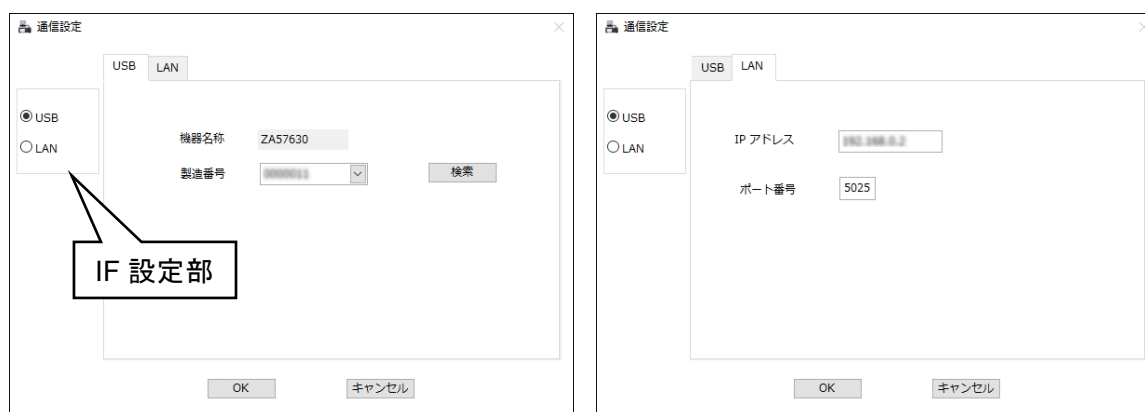 通信設定
USB LAN
USB
LAN
機器名称 ZA57630
製造番号 0000011 検索
IF 設定部
OK キャンセル
通信設定
USB LAN
USB
LAN
IP アドレス 192.168.0.2
ポート番号 5025
OK キャンセル